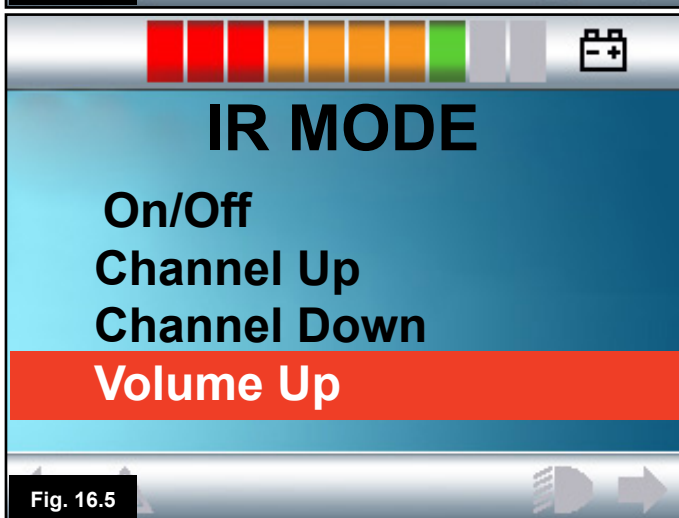 IR MODE
On/Off
Channel Up
Channel Down
Volume Up
Fig. 16.5